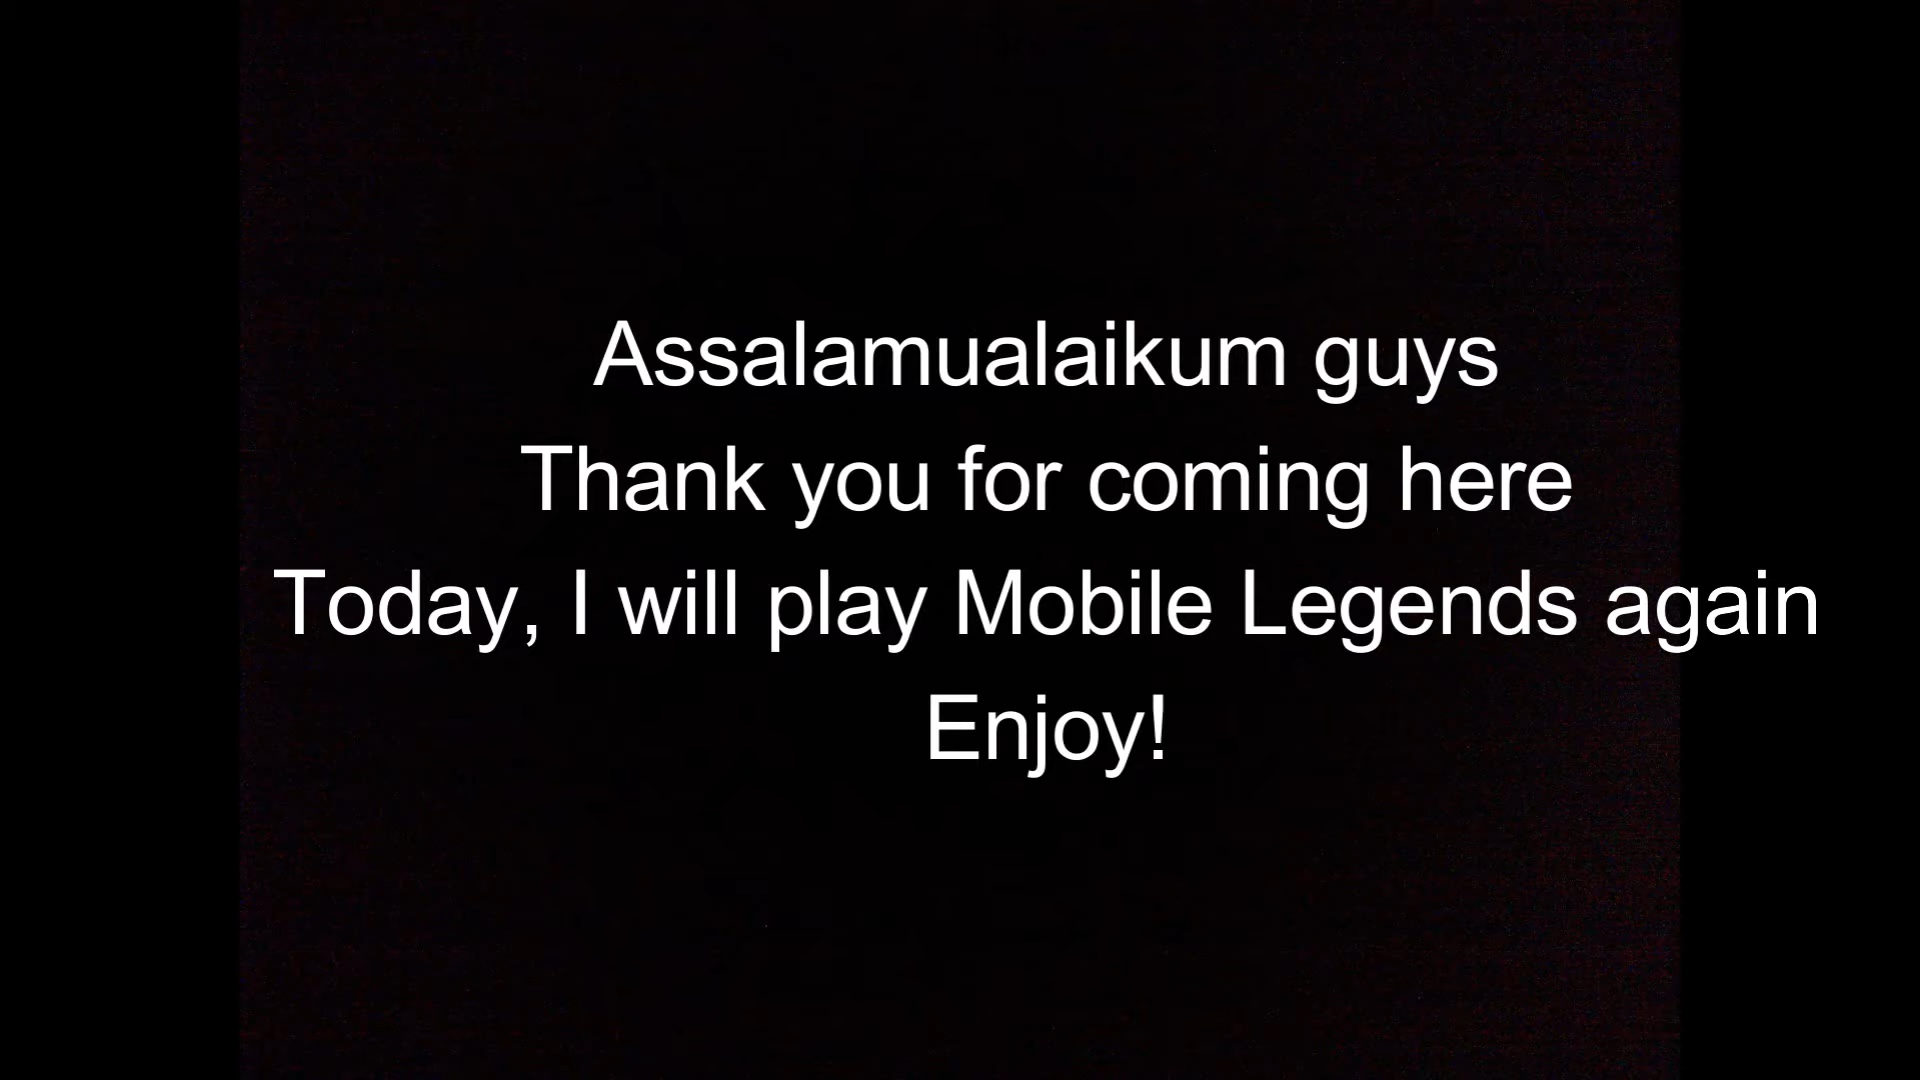 Assalamualaikum guys
Thank you for coming here
Today, I will play Mobile Legends again
Enjoy!